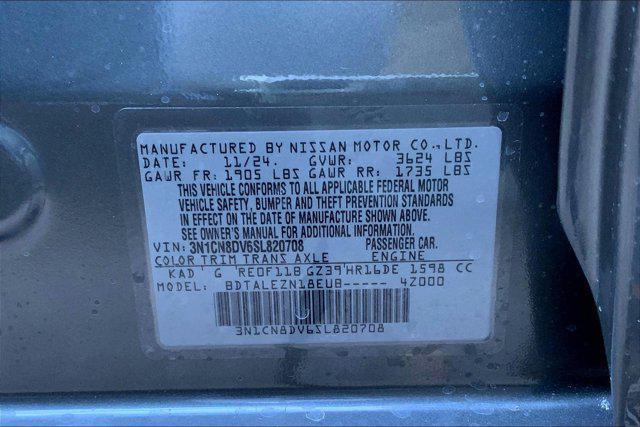 MANUFACTURED BY NISSAN MOTOR CO.,LTD.
DATE: 11/24. GVWR: 3624 LBS
GAWR FR: 1905 LBS GAWR RR: 1735 LBS
THIS VEHICLE CONFORMS TO ALL APPLICABLE FEDERAL MOTOR
VEHICLE SAFETY, BUMPER AND THEFT PREVENTION STANDARDS
IN EFFECT ON THE DATE OF MANUFACTURE SHOWN ABOVE.
SEE OWNER'S MANUAL FOR ADDITIONAL INFORMATION.
VIN: 3N1CN8DV6SL820708 PASSENGER CAR.
COLOR TRIM TRANS AXLE ENGINE
KAD G RE0F11B GZ39 HR16DE 1598 CC
MODEL: BDTALEZN18EUB----- 4Z000
3N1CN8DV6SL820708